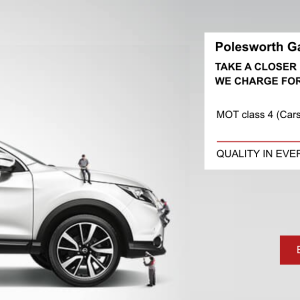 Polesworth Ga
TAKE A CLOSER
WE CHARGE FOR
MOT class 4 (Cars
QUALITY IN EVER